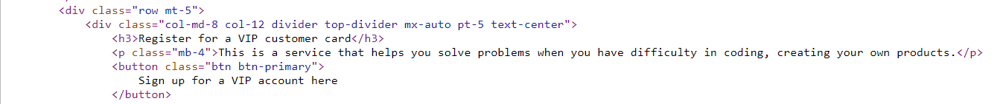 <div class="row mt-5">
<div class="col-md-8 col-12 divider top-divider mx-auto pt-5 text-center">
<h3>Register for a VIP customer card</h3>
<p class="mb-4">This is a service that helps you solve problems when you have difficulty in coding, creating your own products.</p>
<button class="btn btn-primary">
Sign up for a VIP account here
</button>